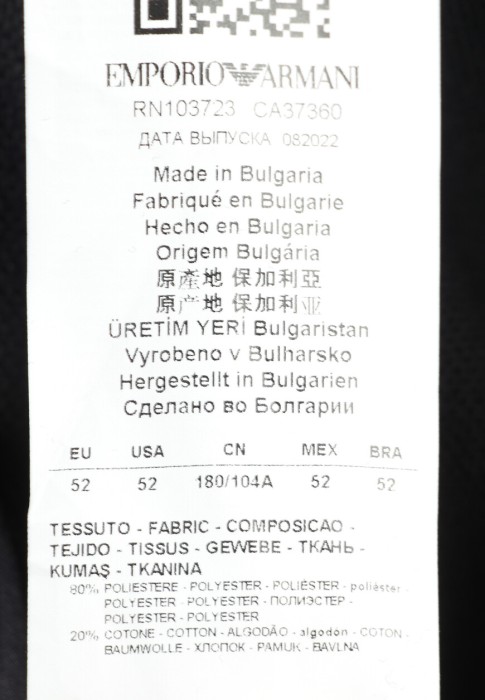 EMPORIO ARMANI
RN103723 CA37360
ДАТА ВЫПУСКА 082022
Made in Bulgaria
Fabriqué en Bulgarie
Hecho en Bulgaria
Origem Bulgária
原產地 保加利亞
原产地 保加利亚
ÜRETİM YERİ Bulgaristan
Vyrobeno v Bulharsko
Hergestellt in Bulgarien
Сделано во Болгарии
EU USA CN MEX BRA
52 52 180/104A 52 52
TESSUTO - FABRIC - COMPOSICAO -
TEJIDO - TISSUS - GEWEBE - ТКАНЬ -
KUMAŞ - TKANINA
80% POLIESTERE - POLYESTER - POLIÉSTER - poliéster -
POLYESTER - POLYESTER - ПОЛИЭСТЕР -
POLYESTER - POLYESTER
20% COTONE - COTTON - ALGODÃO - algodón - COTON -
BAUMWOLLE - ХЛОПОК - PAMUK - BAVLNA